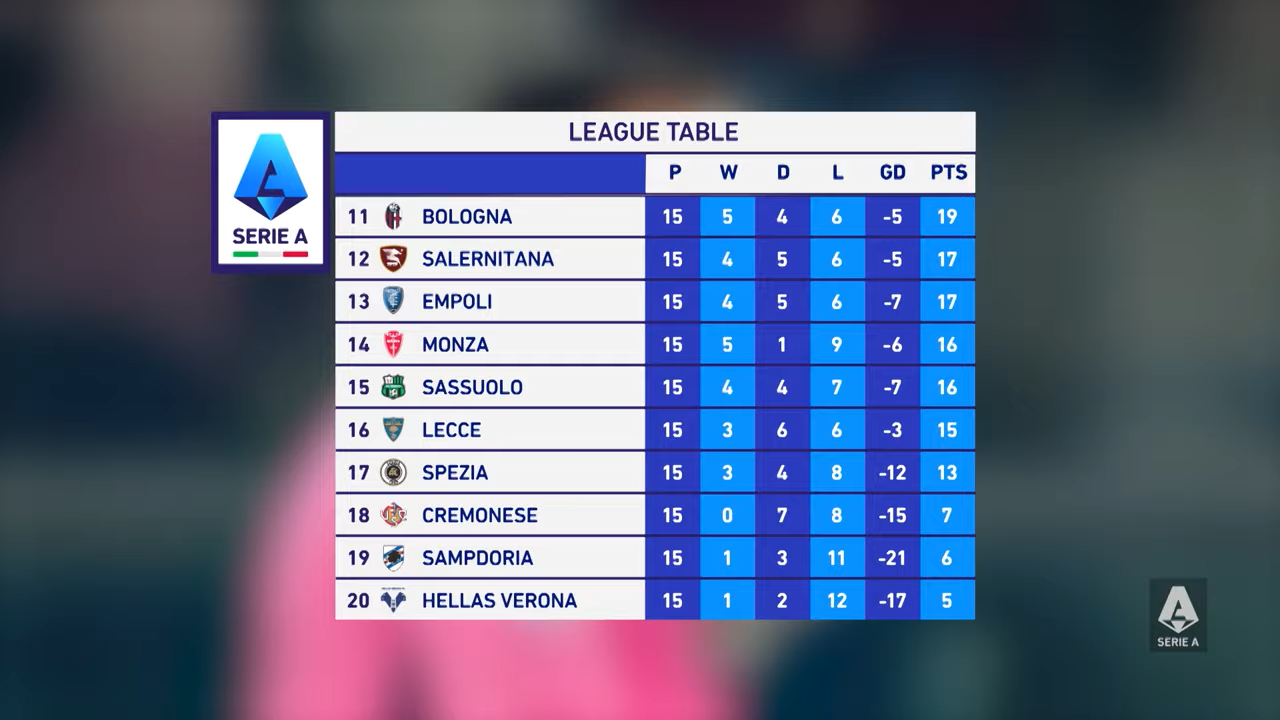 LEAGUE TABLE
P W D L GD PTS
SERIE A
11 BOLOGNA 15 5 4 6 -5 19
12 SALERNITANA 15 4 5 6 -5 17
13 EMPOLI 15 4 5 6 -7 17
14 MONZA 15 5 1 9 -6 16
15 SASSUOLO 15 4 4 7 -7 16
16 LECCE 15 3 6 6 -3 15
17 SPEZIA 15 3 4 8 -12 13
18 CREMONESE 15 0 7 8 -15 7
19 SAMPDORIA 15 1 3 11 -21 6
20 HELLAS VERONA 15 1 2 12 -17 5
SERIE A